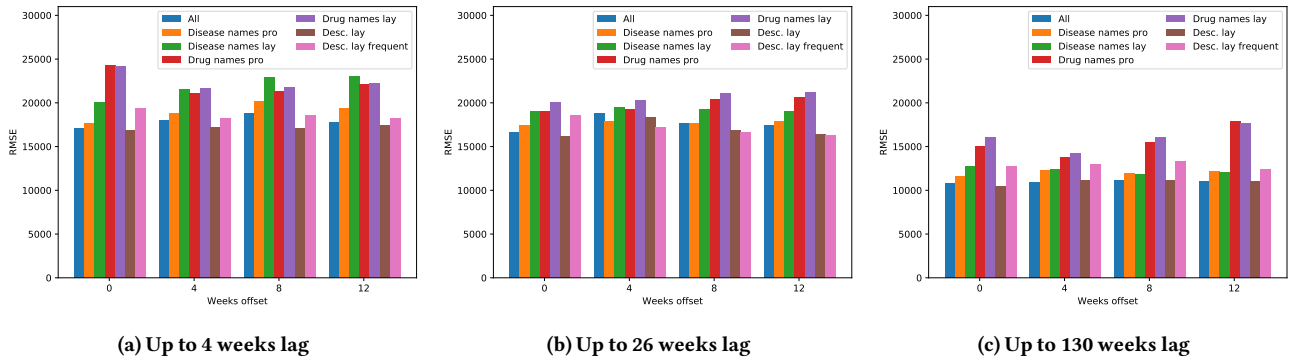 30000
25000
20000
15000
10000
5000
0
RMSE
All
Disease names pro
Disease names lay
Drug names pro
Drug names lay
Desc. lay
Desc. lay frequent
0 4 8 12
Weeks offset
(a) Up to 4 weeks lag
30000
25000
20000
15000
10000
5000
0
RMSE
All
Disease names pro
Disease names lay
Drug names pro
Drug names lay
Desc. lay
Desc. lay frequent
0 4 8 12
Weeks offset
(b) Up to 26 weeks lag
30000
25000
20000
15000
10000
5000
0
RMSE
All
Disease names pro
Disease names lay
Drug names pro
Drug names lay
Desc. lay
Desc. lay frequent
0 4 8 12
Weeks offset
(c) Up to 130 weeks lag